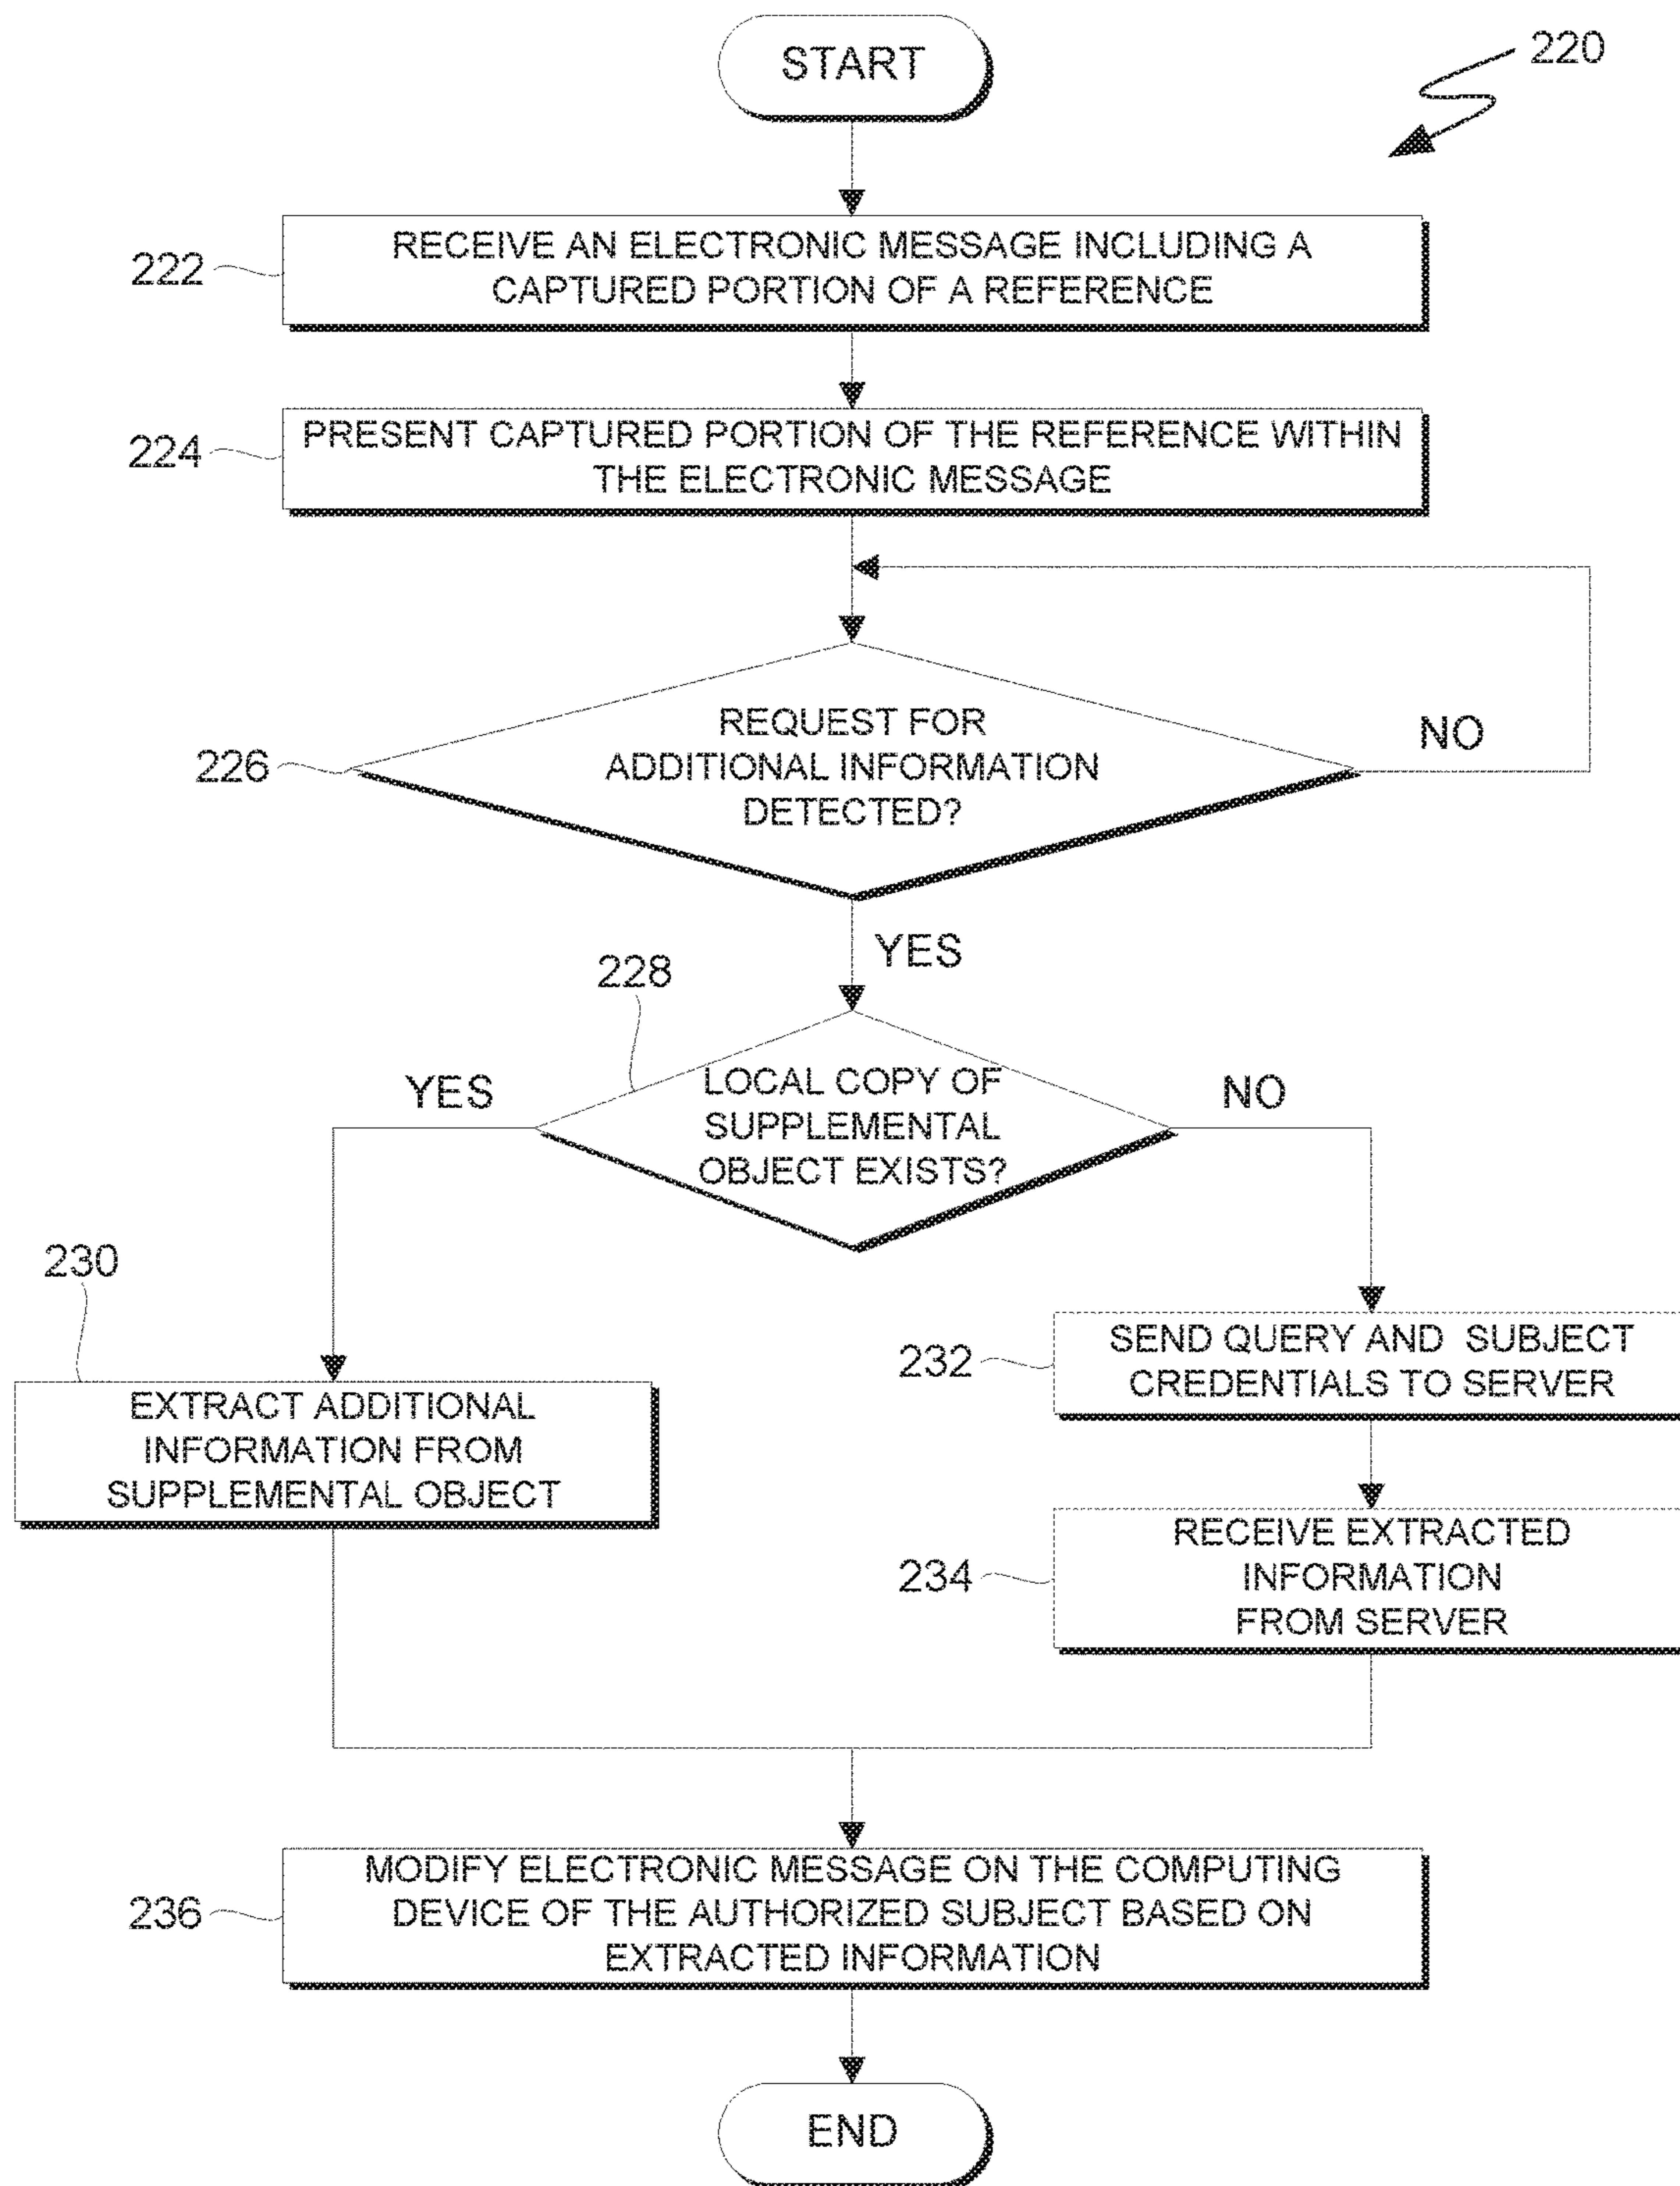 START
220
222
RECEIVE AN ELECTRONIC MESSAGE INCLUDING A
CAPTURED PORTION OF A REFERENCE
224
PRESENT CAPTURED PORTION OF THE REFERENCE WITHIN
THE ELECTRONIC MESSAGE
226
REQUEST FOR
ADDITIONAL INFORMATION
DETECTED?
NO
YES
228
LOCAL COPY OF
SUPPLEMENTAL
OBJECT EXISTS?
YES
NO
230
EXTRACT ADDITIONAL
INFORMATION FROM
SUPPLEMENTAL OBJECT
232
SEND QUERY AND SUBJECT
CREDENTIALS TO SERVER
234
RECEIVE EXTRACTED
INFORMATION
FROM SERVER
236
MODIFY ELECTRONIC MESSAGE ON THE COMPUTING
DEVICE OF THE AUTHORIZED SUBJECT BASED ON
EXTRACTED INFORMATION
END